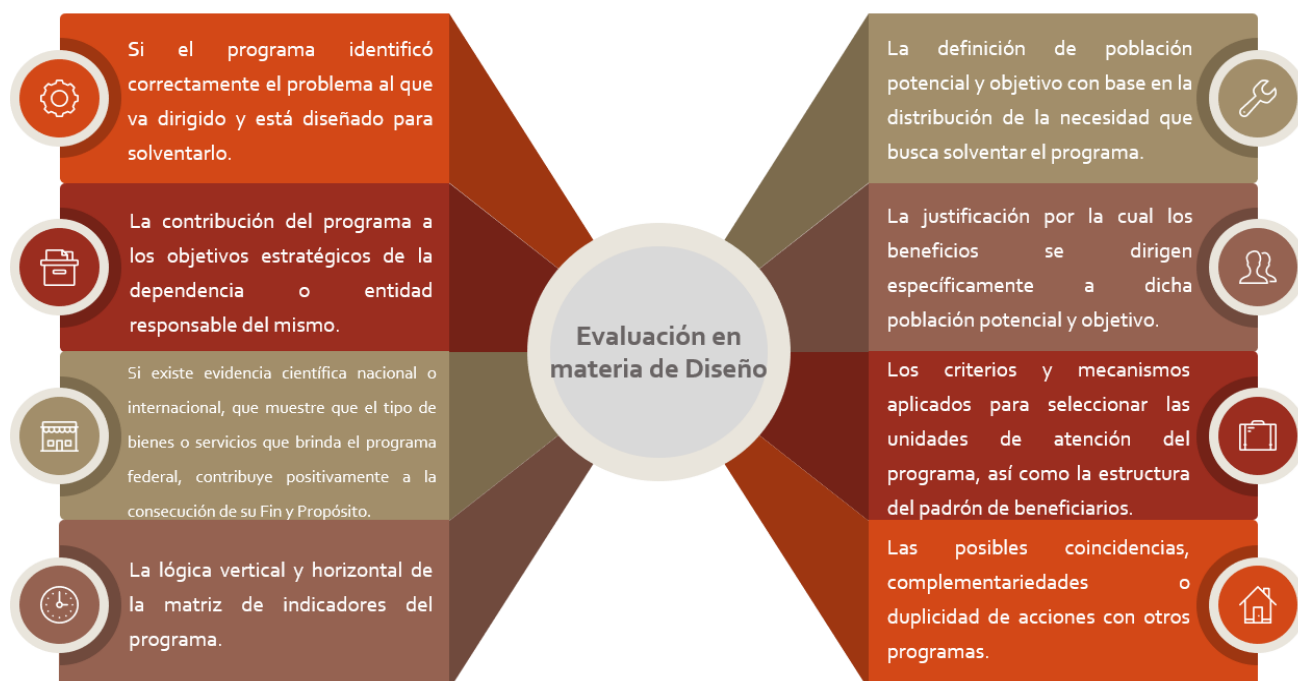 Si el programa identificó
correctamente el problema al que
va dirigido y está diseñado para
solventarlo.
La contribución del programa a
los objetivos estratégicos de la
dependencia o entidad
responsable del mismo.
Si existe evidencia científica nacional o
internacional, que muestre que el tipo de
bienes o servicios que brinda el programa
federal, contribuye positivamente a la
consecución de su Fin y Propósito.
La lógica vertical y horizontal de
la matriz de indicadores del
programa.
Evaluación en
materia de Diseño
La definición de población
potencial y objetivo con base en la
distribución de la necesidad que
busca solventar el programa.
La justificación por la cual los
beneficios se dirigen
específicamente a dicha
población potencial y objetivo.
Los criterios y mecanismos
aplicados para seleccionar las
unidades de atención del
programa, así como la estructura
del padrón de beneficiarios.
Las posibles coincidencias,
complementariedades o
duplicidad de acciones con otros
programas.